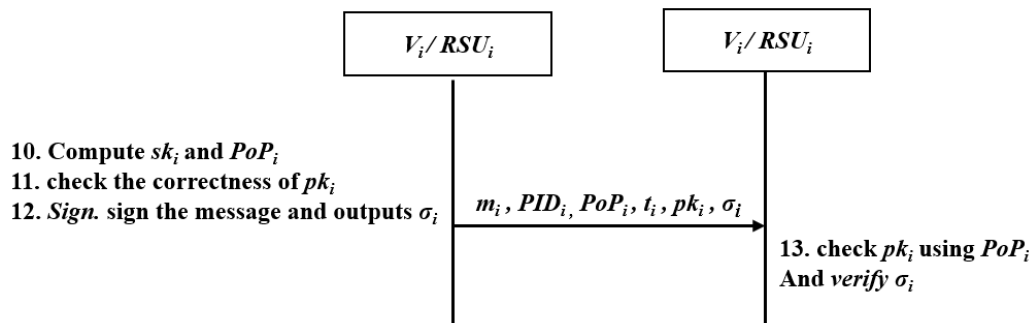 V_i / RSU_i
V_i / RSU_i
10. Compute sk_i and PoP_i
11. check the correctness of pk_i
12. Sign. sign the message and outputs σ_i
m_i , PID_i , PoP_i , t_i , pk_i , σ_i
13. check pk_i using PoP_i
And verify σ_i